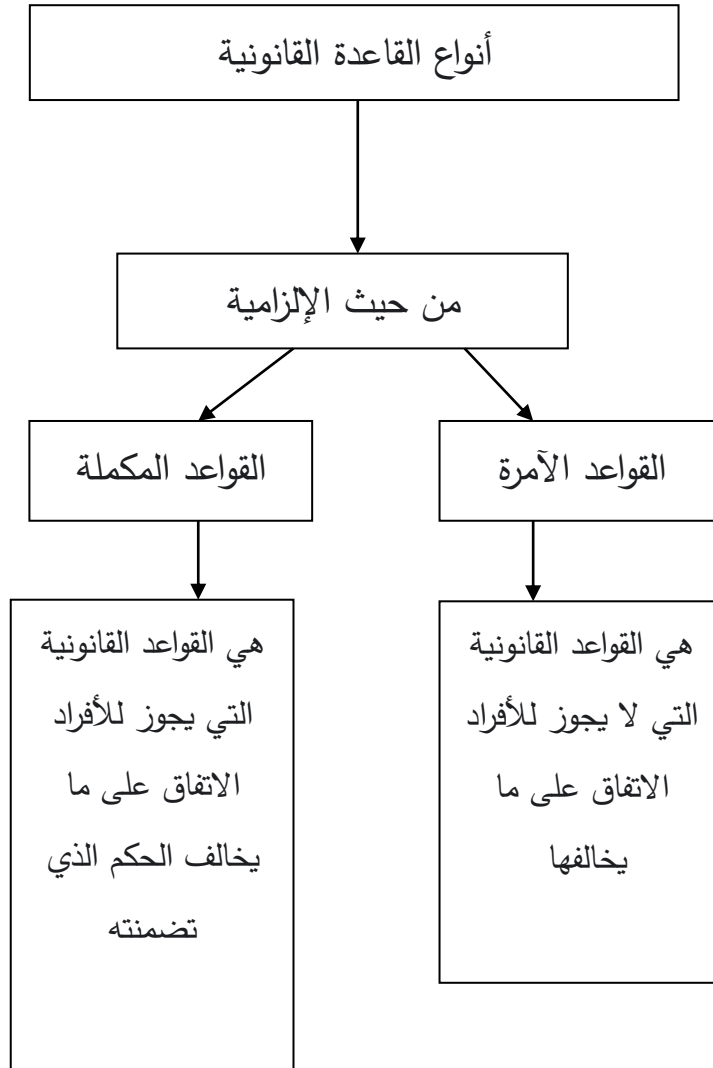 أنواع القاعدة القانونية
من حيث الإلزامية
القواعد الآمرة
القواعد المكملة
هي القواعد القانونية
التي لا يجوز للأفراد
الاتفاق على ما
يخالفها
هي القواعد القانونية
التي يجوز للأفراد
الاتفاق على ما
يخالف الحكم الذي
تضمنته